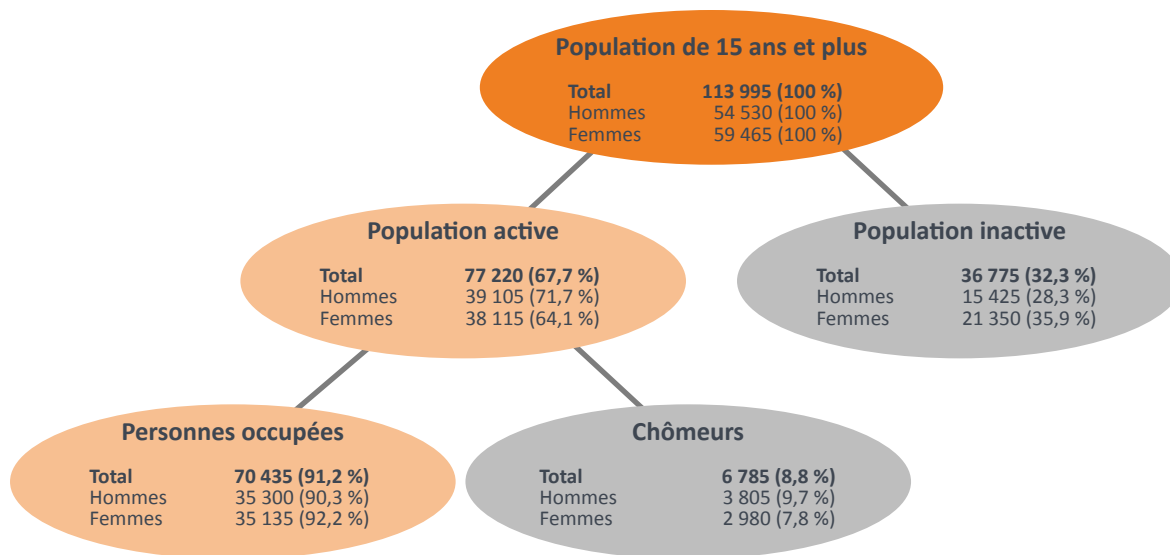 Population de 15 ans et plus
Total 113 995 (100 %)
Hommes 54 530 (100 %)
Femmes 59 465 (100 %)
Population active
Total 77 220 (67,7 %)
Hommes 39 105 (71,7 %)
Femmes 38 115 (64,1 %)
Population inactive
Total 36 775 (32,3 %)
Hommes 15 425 (28,3 %)
Femmes 21 350 (35,9 %)
Personnes occupées
Total 70 435 (91,2 %)
Hommes 35 300 (90,3 %)
Femmes 35 135 (92,2 %)
Chômeurs
Total 6 785 (8,8 %)
Hommes 3 805 (9,7 %)
Femmes 2 980 (7,8 %)